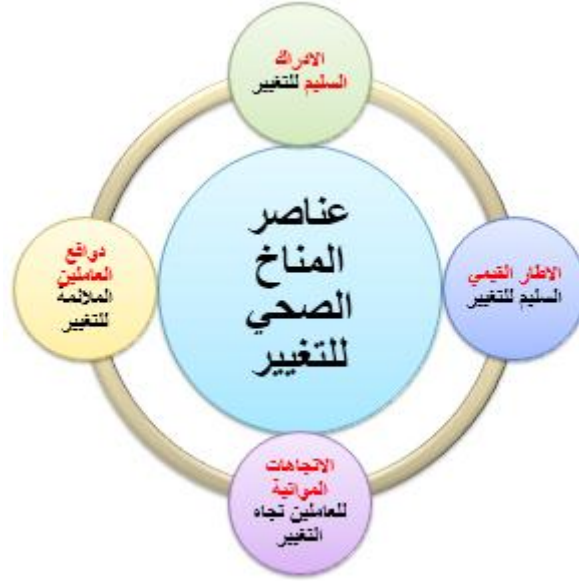 الادراك
السليم للتغيير
عناصر
المناخ
الصحي
للتغيير
الاطار القيمي
السليم للتغيير
الاتجاهات
المواتية
للعاملين تجاه
التغيير
دوافع
العاملين
الملائمه
للتغيير